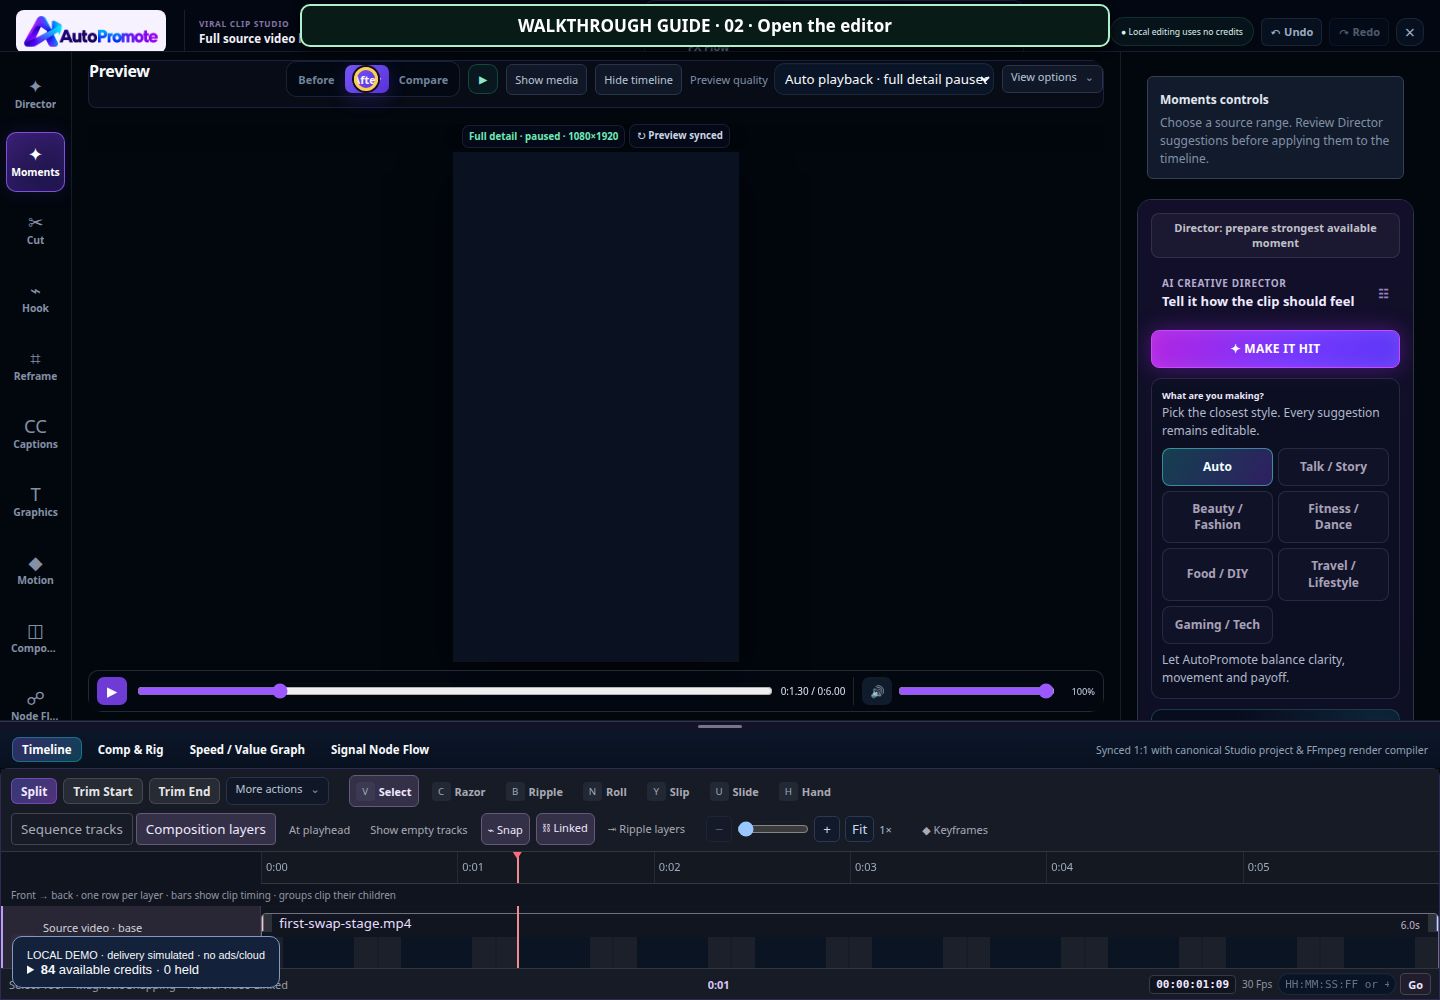 AutoPromote
VIRAL CLIP STUDIO
Full source video
WALKTHROUGH GUIDE · 02 · Open the editor
Local editing uses no credits
↶ Undo
↷ Redo
✕
Preview
Before
After
Compare
▶
Show media
Hide timeline
Preview quality
Auto playback · full detail paused
View options
Director
Moments
Cut
Hook
Reframe
CC
Captions
T
Graphics
Motion
Compo...
Node Fl...
Full detail · paused · 1080×1920
↻ Preview synced
0:1.30 / 0:6.00
100%
Moments controls
Choose a source range. Review Director
suggestions before applying them to the
timeline.
Director: prepare strongest available
moment
AI CREATIVE DIRECTOR
Tell it how the clip should feel
✦ MAKE IT HIT
What are you making?
Pick the closest style. Every suggestion
remains editable.
Auto
Talk / Story
Beauty /
Fashion
Fitness /
Dance
Food / DIY
Travel /
Lifestyle
Gaming / Tech
Let AutoPromote balance clarity,
movement and payoff.
Timeline
Comp & Rig
Speed / Value Graph
Signal Node Flow
Synced 1:1 with canonical Studio project & FFmpeg render compiler
Split
Trim Start
Trim End
More actions
V Select
C Razor
B Ripple
N Roll
Y Slip
U Slide
H Hand
Sequence tracks
Composition layers
At playhead
Show empty tracks
Snap
Linked
⇥ Ripple layers
−
+
Fit
1×
◆ Keyframes
0:00
0:01
0:02
0:03
0:04
0:05
Front → back · one row per layer · bars show clip timing · groups clip their children
Source video · base
first-swap-stage.mp4
6.0s
LOCAL DEMO · delivery simulated · no ads/cloud
▶ 84 available credits · 0 held
0:01
00:00:01:09
30 Fps
HH:MM:SS:FF or +
Go